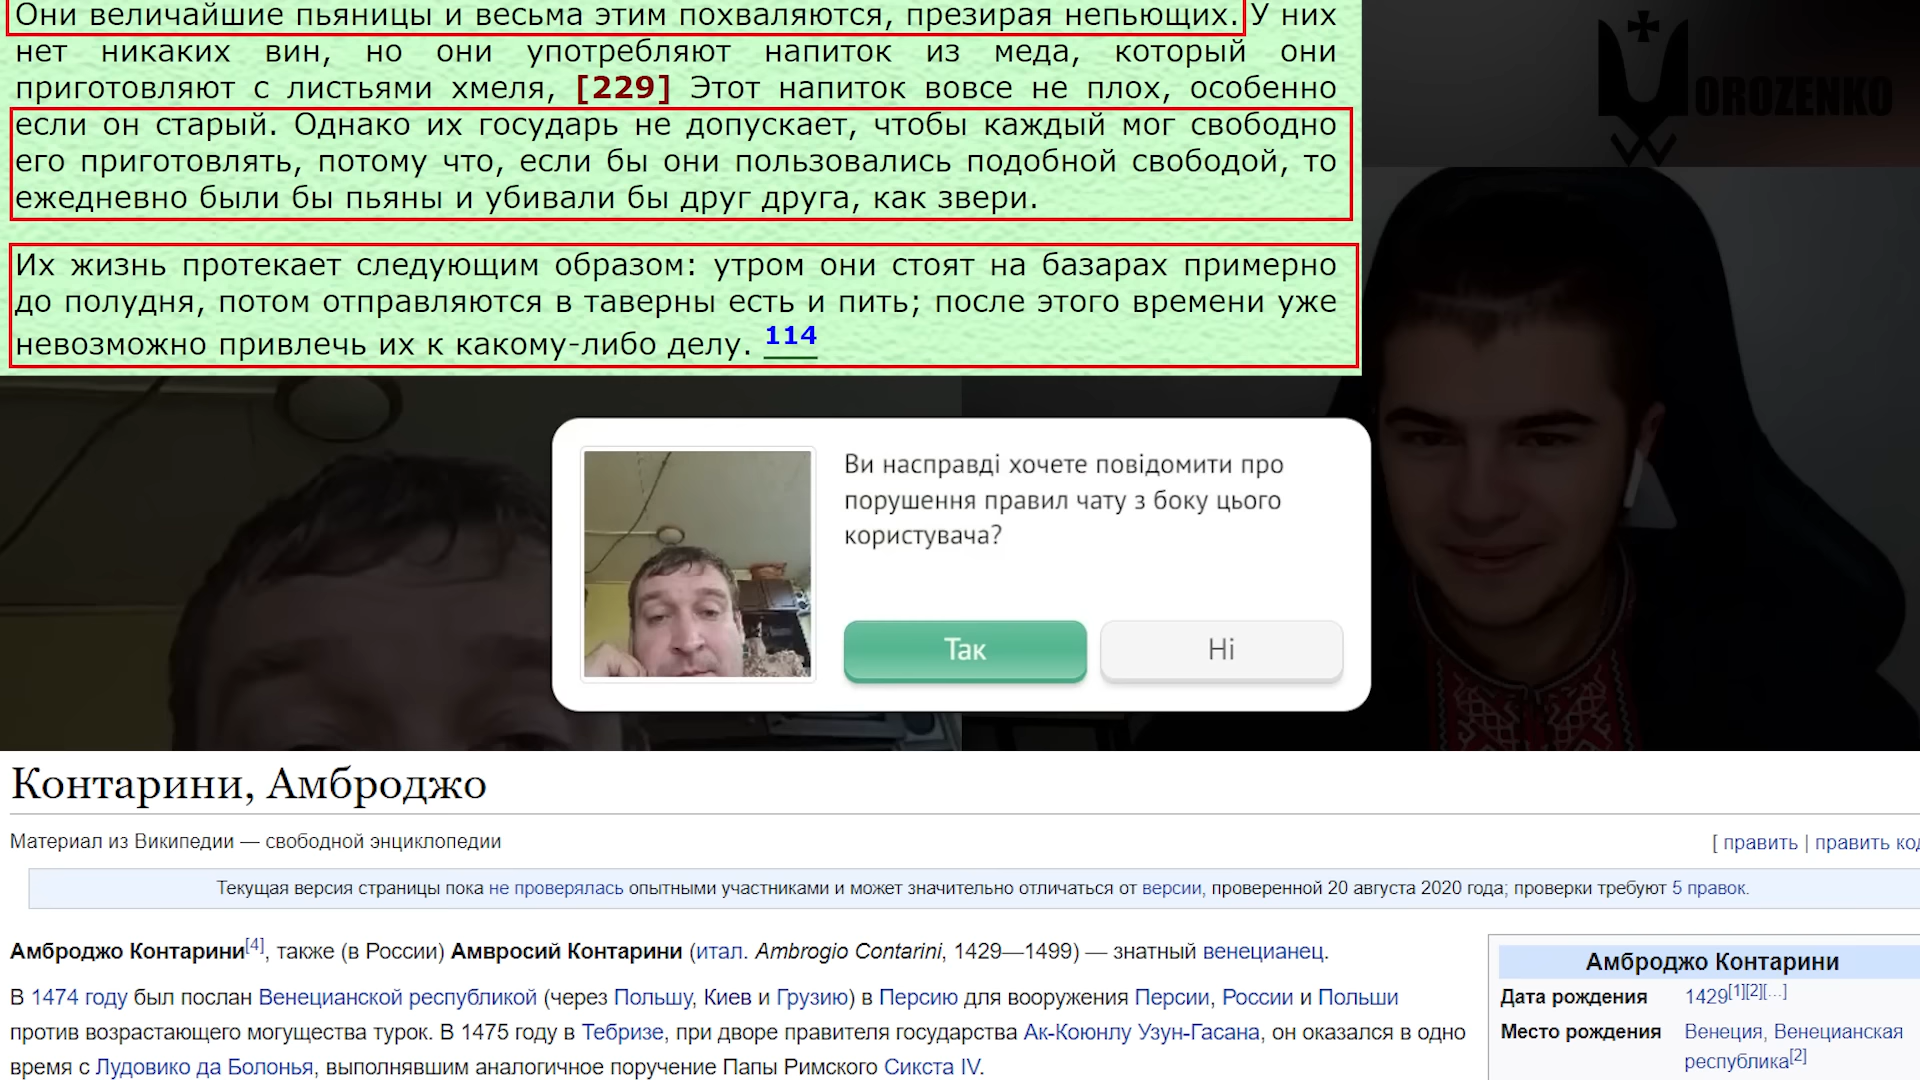 Они величайшие пьяницы и весьма этим похваляются, презирая непьющих. У них
нет никаких вин, но они употребляют напиток из меда, который они
приготовляют с листьями хмеля, [229] Этот напиток вовсе не плох, особенно
если он старый. Однако их государь не допускает, чтобы каждый мог свободно
его приготовлять, потому что, если бы они пользовались подобной свободой, то
ежедневно были бы пьяны и убивали бы друг друга, как звери.
Их жизнь протекает следующим образом: утром они стоят на базарах примерно
до полудня, потом отправляются в таверны есть и пить; после этого времени уже
невозможно привлечь их к какому-либо делу. 114
OROZENKO
Ви насправді хочете повідомити про
порушення правил чату з боку цього
користувача?
Так
Ні
Контарини, Амброджо
Материал из Википедии — свободной энциклопедии
[ править | править код
Текущая версия страницы пока не проверялась опытными участниками и может значительно отличаться от версии, проверенной 20 августа 2020 года; проверки требуют 5 правок.
Амброджо Контарини[4], также (в России) Амвросий Контарини (итал. Ambrogio Contarini, 1429—1499) — знатный венецианец.
В 1474 году был послан Венецианской республикой (через Польшу, Киев и Грузию) в Персию для вооружения Персии, России и Польши
против возрастающего могущества турок. В 1475 году в Тебризе, при дворе правителя государства Ак-Коюнлу Узун-Гасана, он оказался в одно
время с Лудовико да Болонья, выполнявшим аналогичное поручение Папы Римского Сикста IV.
Амброджо Контарини
Дата рождения 1429[1][2][…]
Место рождения Венеция, Венецианская
республика[2]